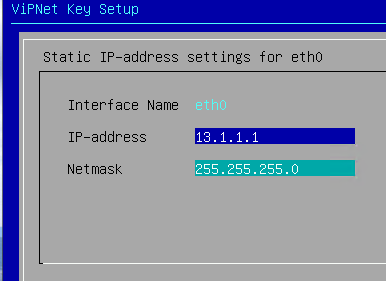 ViPNet Key Setup
Static IP-address settings for eth0
Interface Name eth0
IP-address 13.1.1.1
Netmask 255.255.255.0